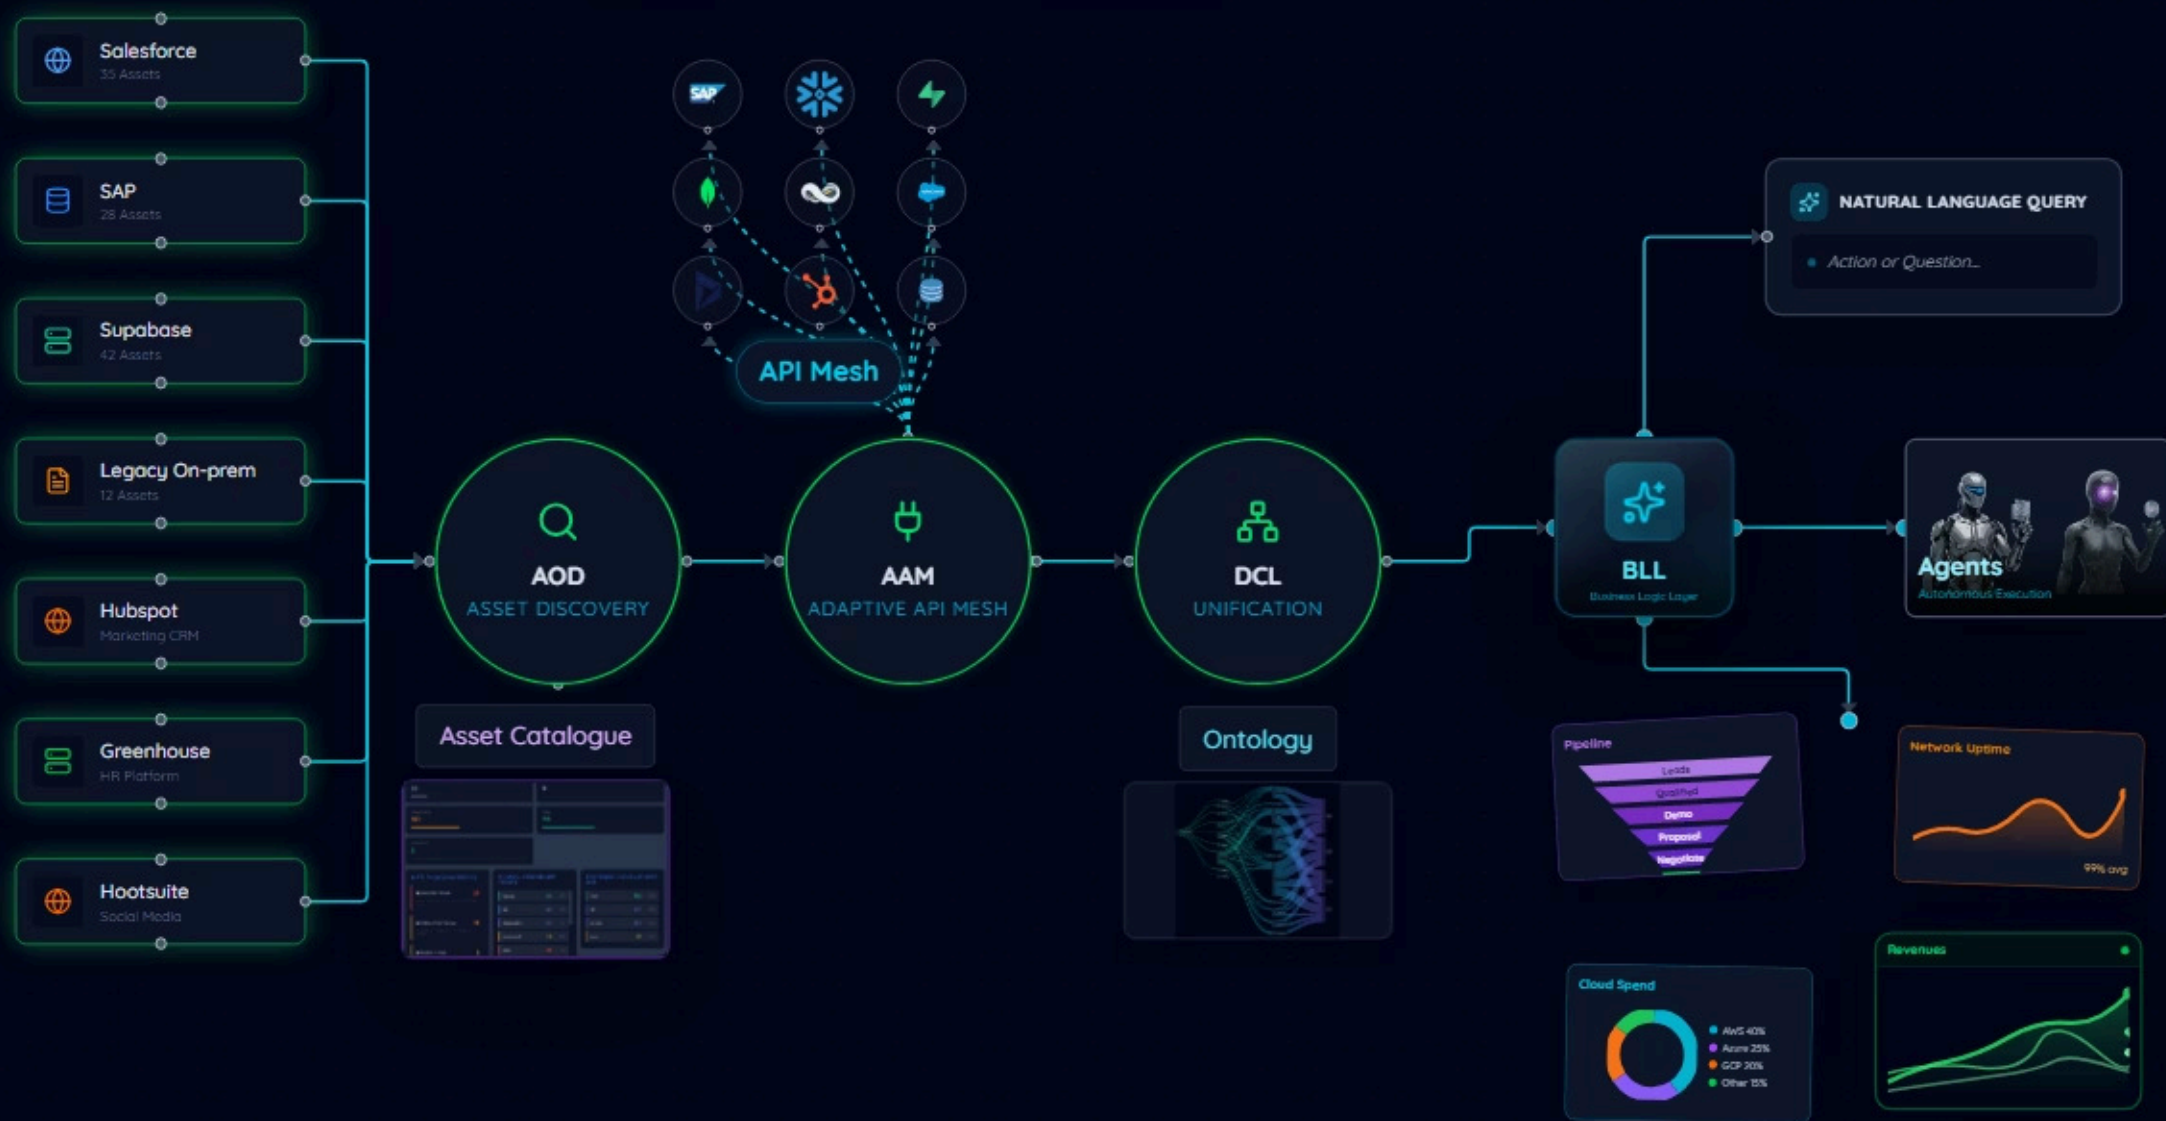 Salesforce
35 Assets
SAP
28 Assets
Supabase
42 Assets
Legacy On-prem
12 Assets
Hubspot
Marketing CRM
Greenhouse
HR Platform
Hootsuite
Social Media
SAP
API Mesh
AOD
ASSET DISCOVERY
AAM
ADAPTIVE API MESH
DCL
UNIFICATION
Asset Catalogue
Ontology
NATURAL LANGUAGE QUERY
Action or Question...
BLL
Business Logic Layer
Agents
Autonomous Execution
Pipeline
Leads
Qualified
Demo
Proposal
Negotiate
Network Uptime
99% avg
Cloud Spend
AWS 40%
Azure 25%
GCP 20%
Other 15%
Revenues